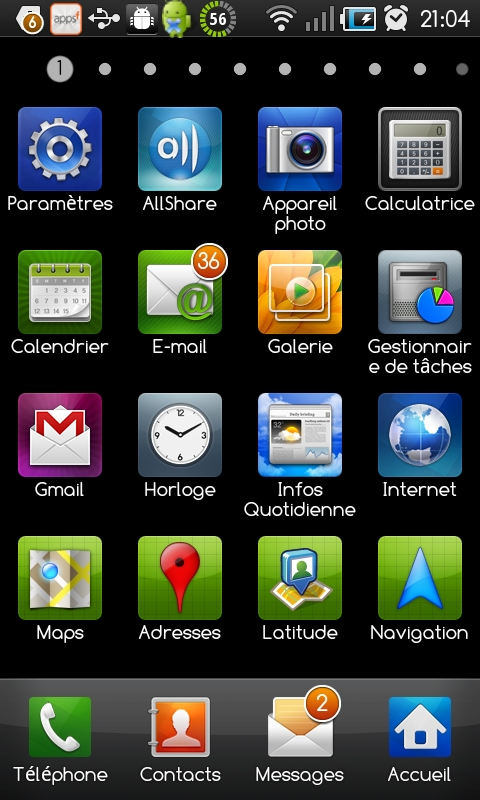 6 apps 56 21:04
1
Paramètres AllShare Appareil photo Calculatrice
Calendrier 36 E-mail Galerie Gestionnair
e de tâches
Gmail Horloge Infos Quotidienne Internet
Maps Adresses Latitude Navigation
Téléphone Contacts 2 Messages Accueil